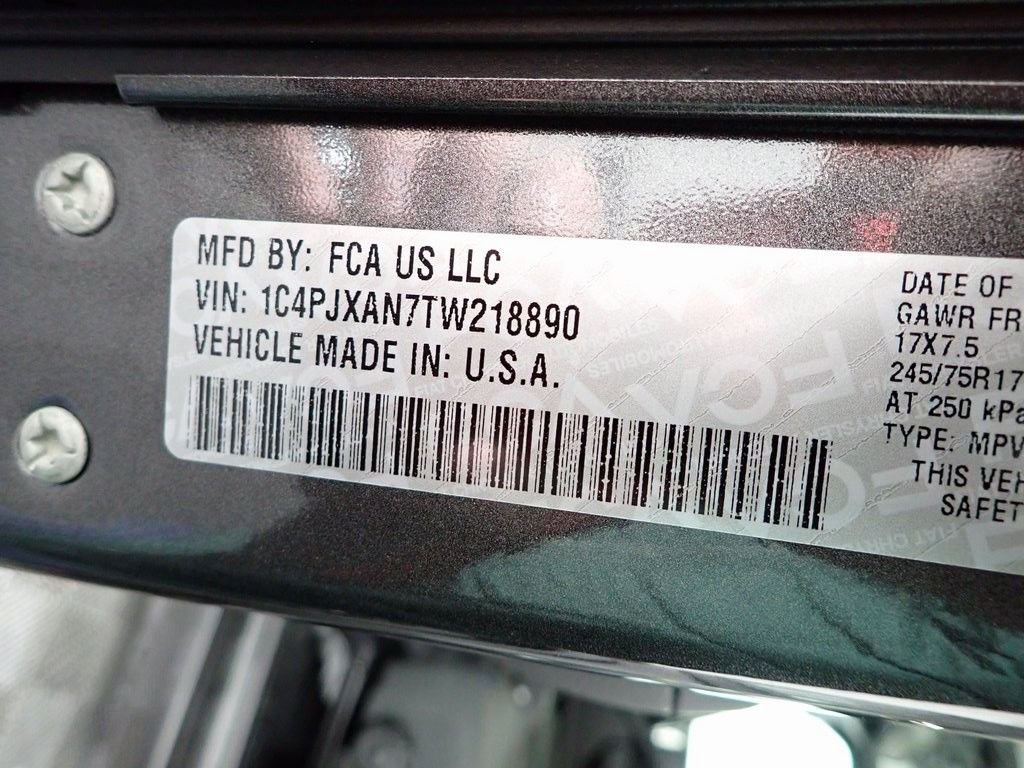 MFD BY: FCA US LLC
VIN: 1C4PJXAN7TW218890
VEHICLE MADE IN: U.S.A.
DATE OF
GAWR FR
17X7.5
245/75R17
AT 250 kPa
TYPE: MPV
THIS VEH
SAFET